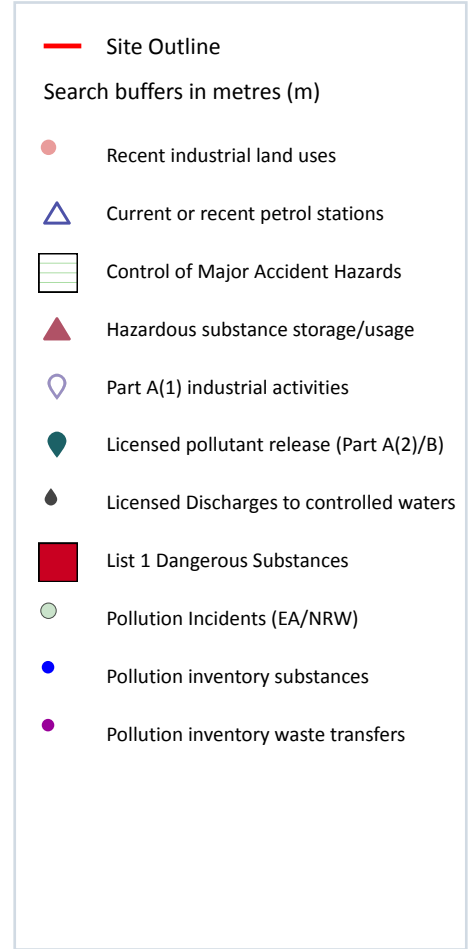 Site Outline
Search buffers in metres (m)
Recent industrial land uses
Current or recent petrol stations
Control of Major Accident Hazards
Hazardous substance storage/usage
Part A(1) industrial activities
Licensed pollutant release (Part A(2)/B)
Licensed Discharges to controlled waters
List 1 Dangerous Substances
Pollution Incidents (EA/NRW)
Pollution inventory substances
Pollution inventory waste transfers